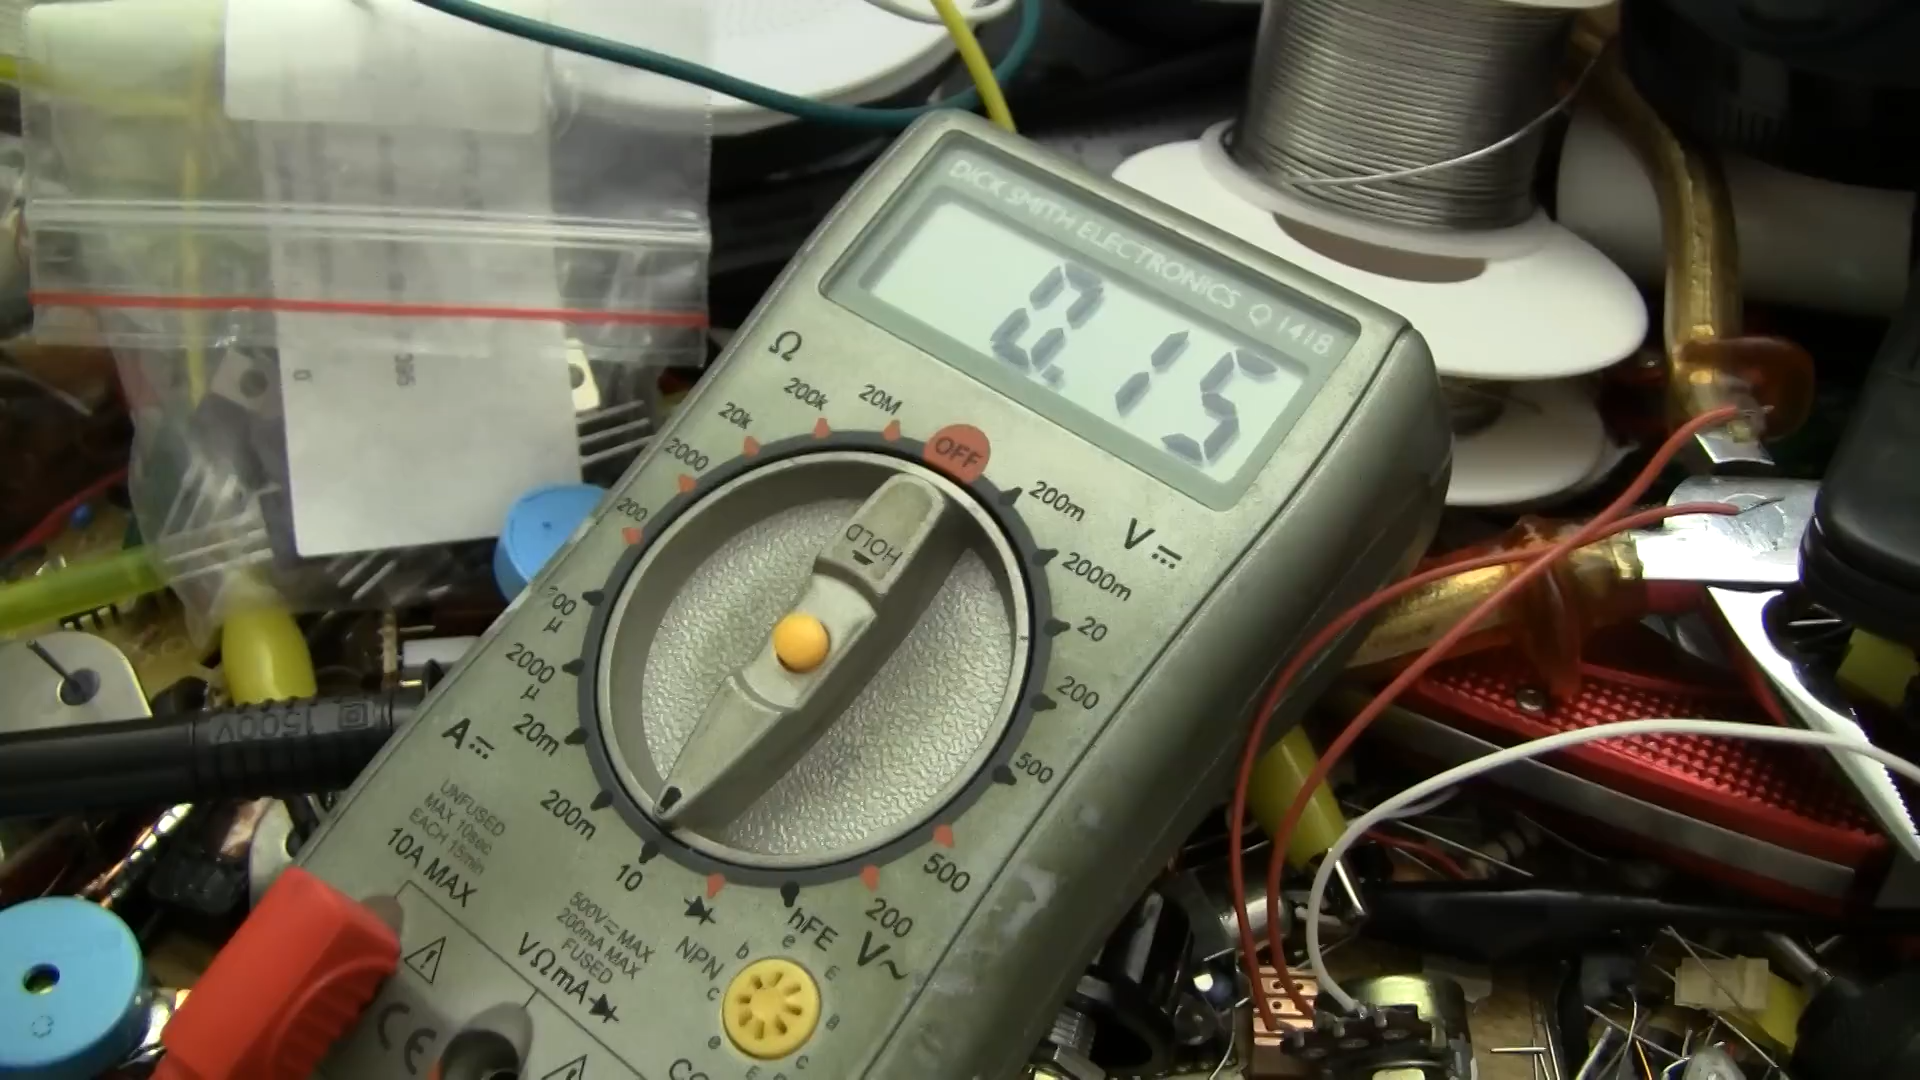 DICK SMITH ELECTRONICS Q 1418
0.15
Ω
20M
200k
20k
2000
200
OFF
200m
V
2000m
20
200
500
HOLD
00
μ
2000
μ
20m
A
200m
10
500
200
V~
hFE
UNFUSED
MAX 10sec
EACH 15min
10A MAX
500V MAX
200mA MAX
FUSED
VΩmA
NPN
e
b
c
e
E
B
C
E
CE
CO
1500V